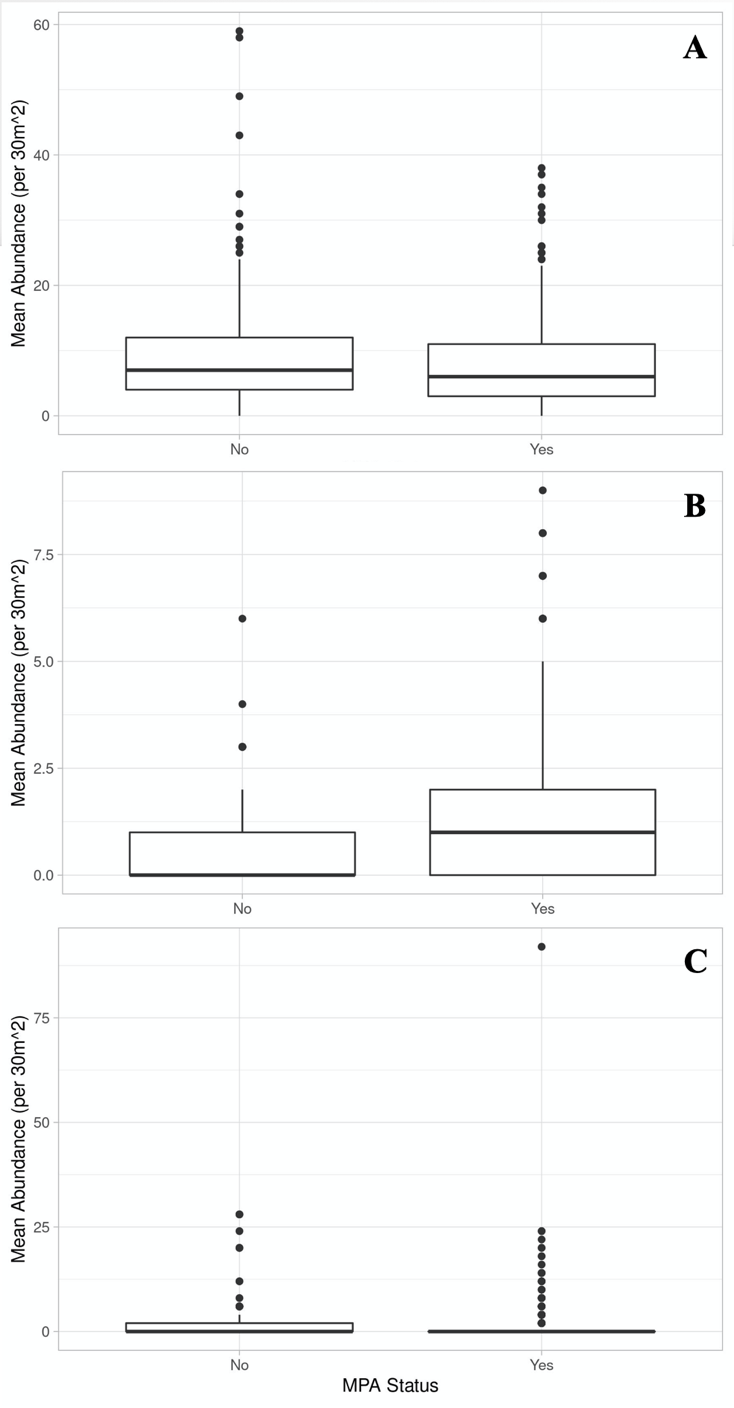 A
Mean Abundance (per 30m^2)
60
40
20
0
No Yes
B
Mean Abundance (per 30m^2)
7.5
5.0
2.5
0.0
No Yes
C
Mean Abundance (per 30m^2)
75
50
25
0
No Yes
MPA Status